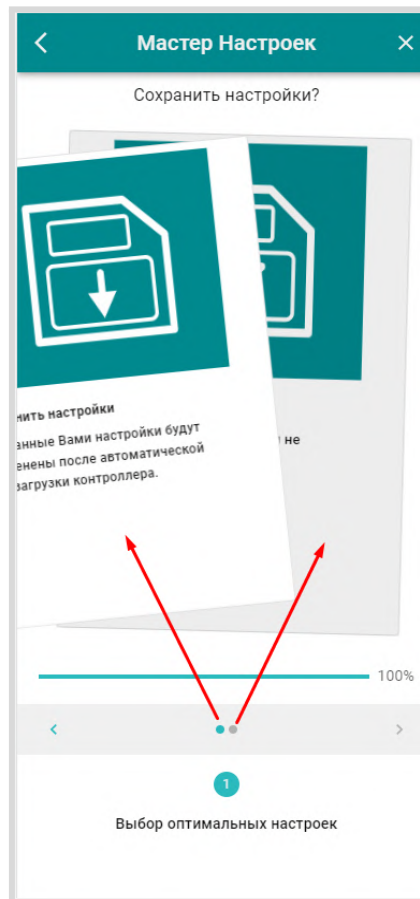 Мастер Настроек
Сохранить настройки?
нить настройки
анные Вами настройки будут
енены после автоматической
загрузки контроллера.
не
100%
1
Выбор оптимальных настроек